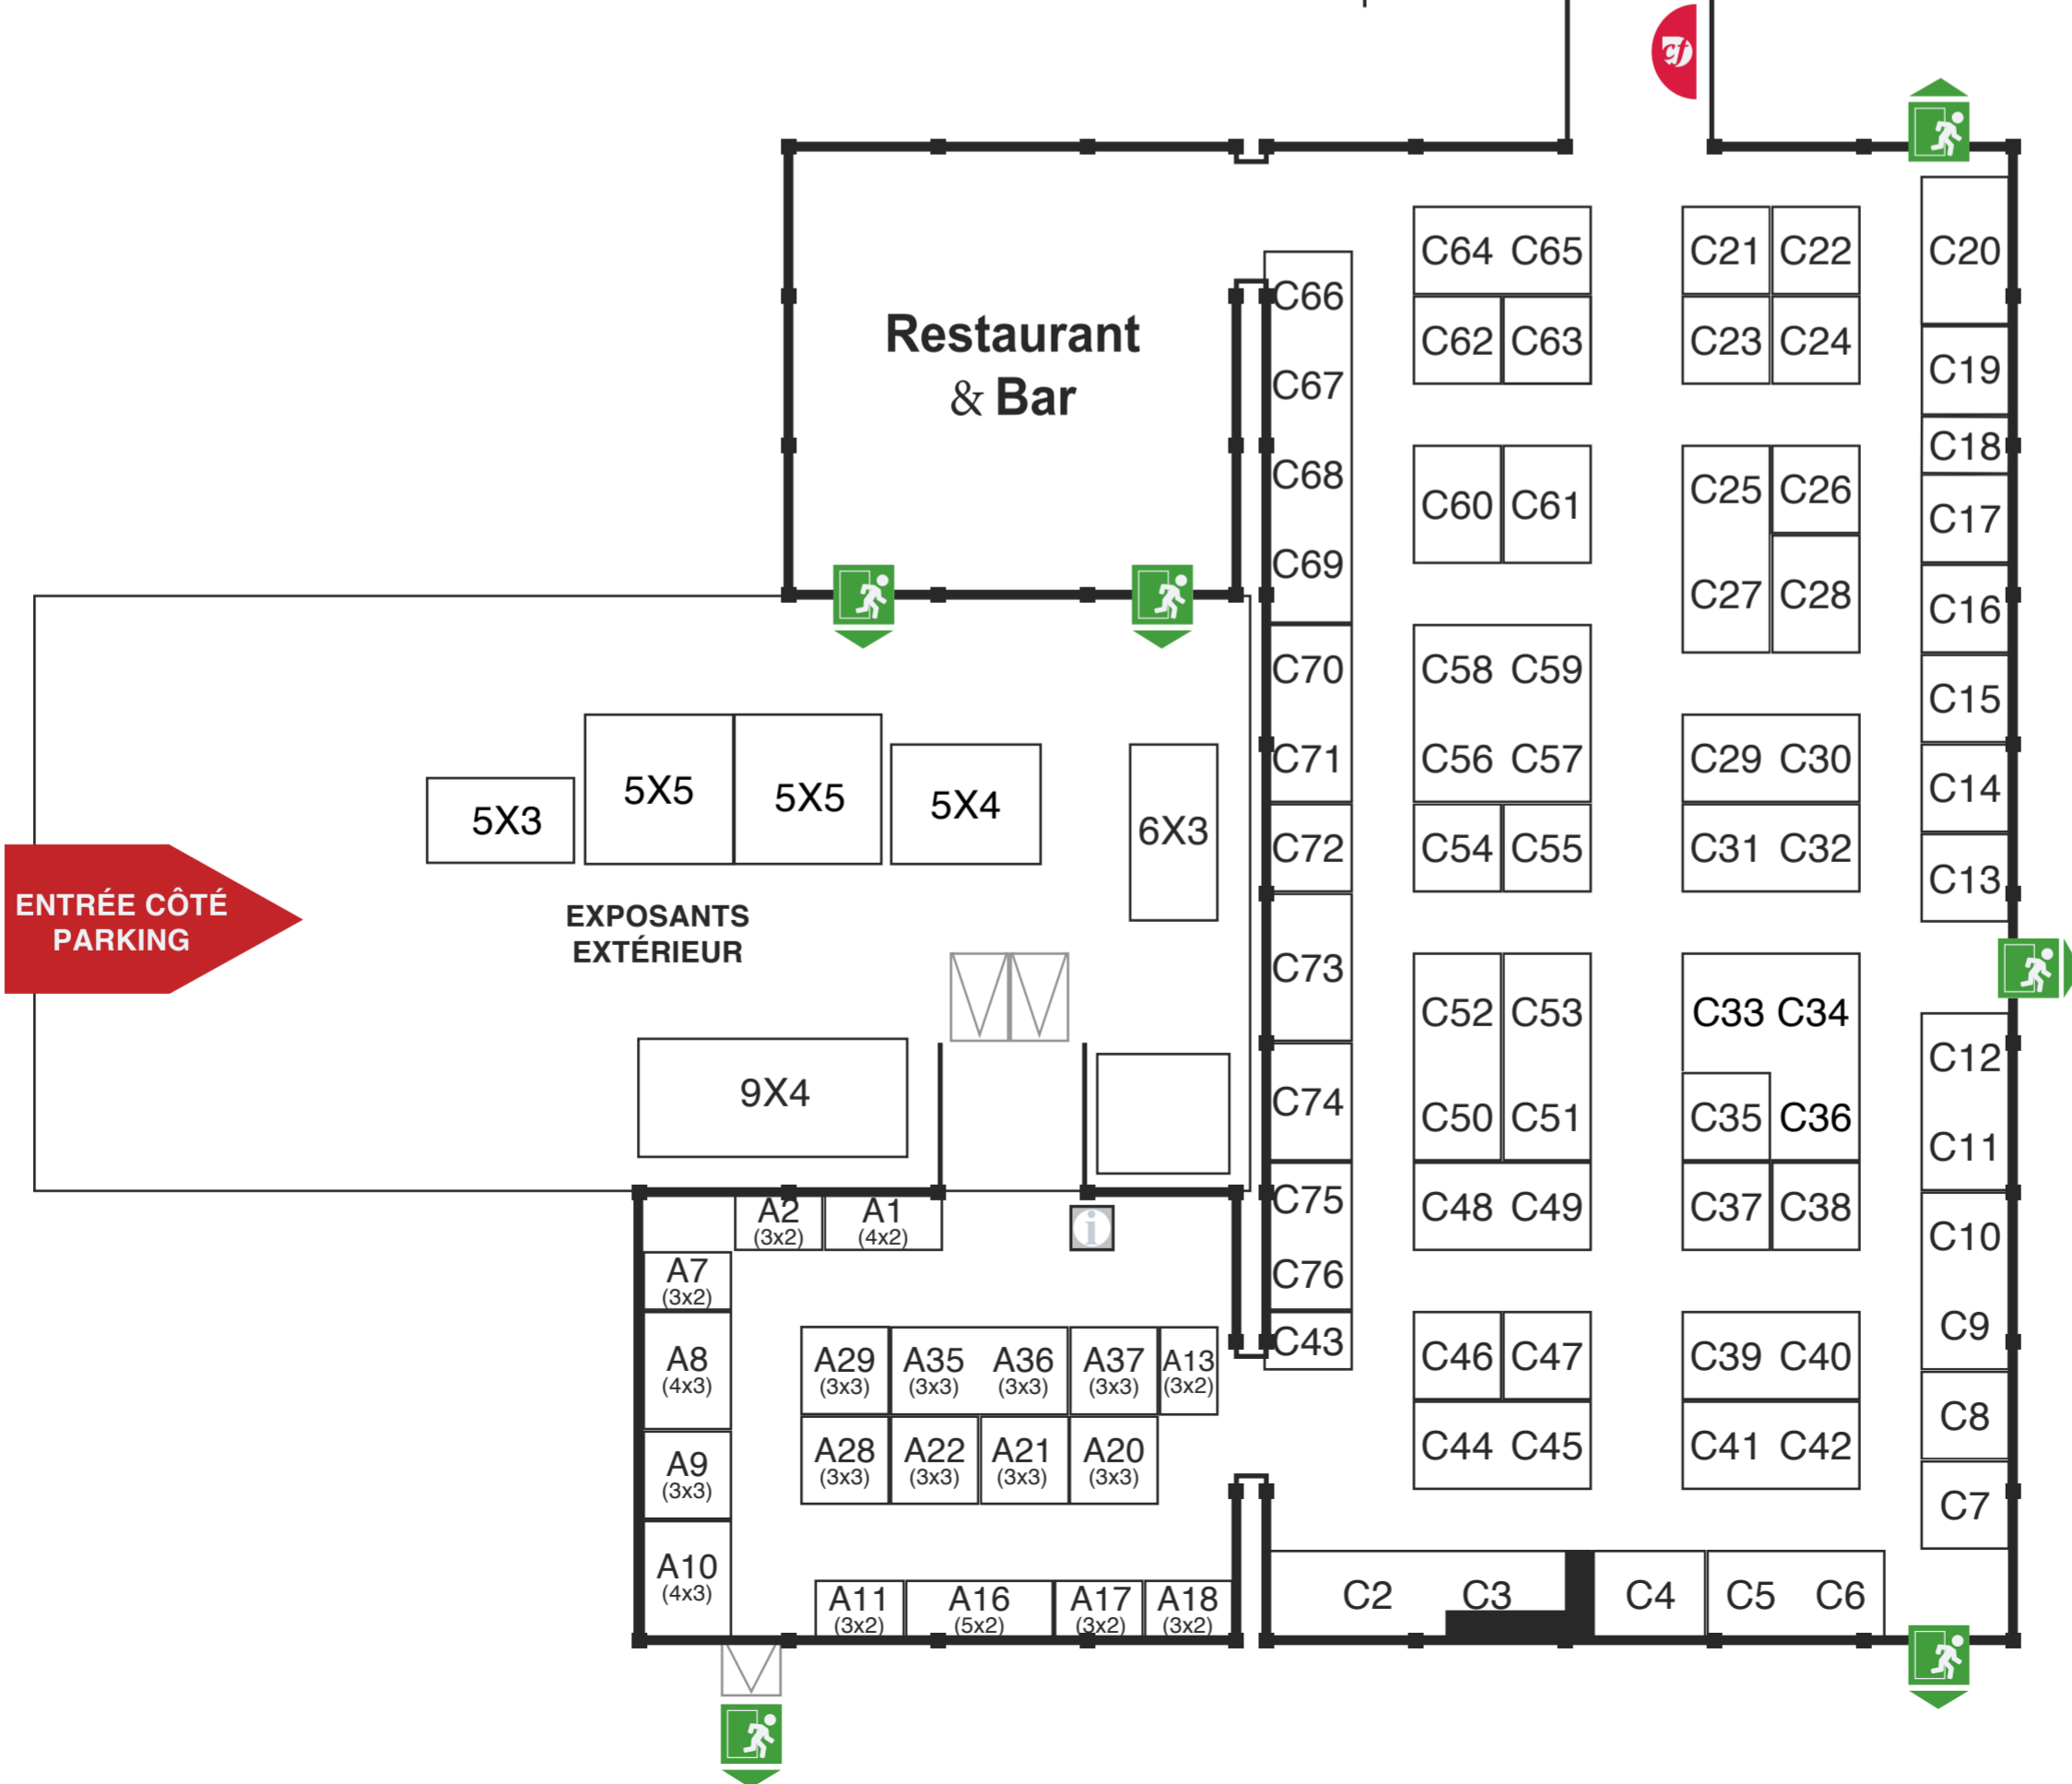 cf
C64 C65
C21 C22
C20
C66
Restaurant
& Bar
C62 C63
C23 C24
C19
C67
C18
C68
C60 C61
C25 C26
C17
C69
C27 C28
C16
C70
C58 C59
C15
C71
C56 C57
C29 C30
C14
5X3
5X5
5X5
5X4
6X3
C72
C54 C55
C31 C32
C13
ENTRÉE CÔTÉ
PARKING
EXPOSANTS
EXTÉRIEUR
C73
C52 C53
C33 C34
C12
9X4
C74
C50 C51
C35 C36
C11
A2
(3x2)
A1
(4x2)
i
C75
C48 C49
C37 C38
C10
A7
(3x2)
C76
C9
A8
(4x3)
A29
(3x3)
A35
(3x3)
A36
(3x3)
A37
(3x3)
A13
(3x2)
C43
C46 C47
C39 C40
C8
A9
(3x3)
A28
(3x3)
A22
(3x3)
A21
(3x3)
A20
(3x3)
C44 C45
C41 C42
C7
A10
(4x3)
A11
(3x2)
A16
(5x2)
A17
(3x2)
A18
(3x2)
C2
C3
C4
C5 C6